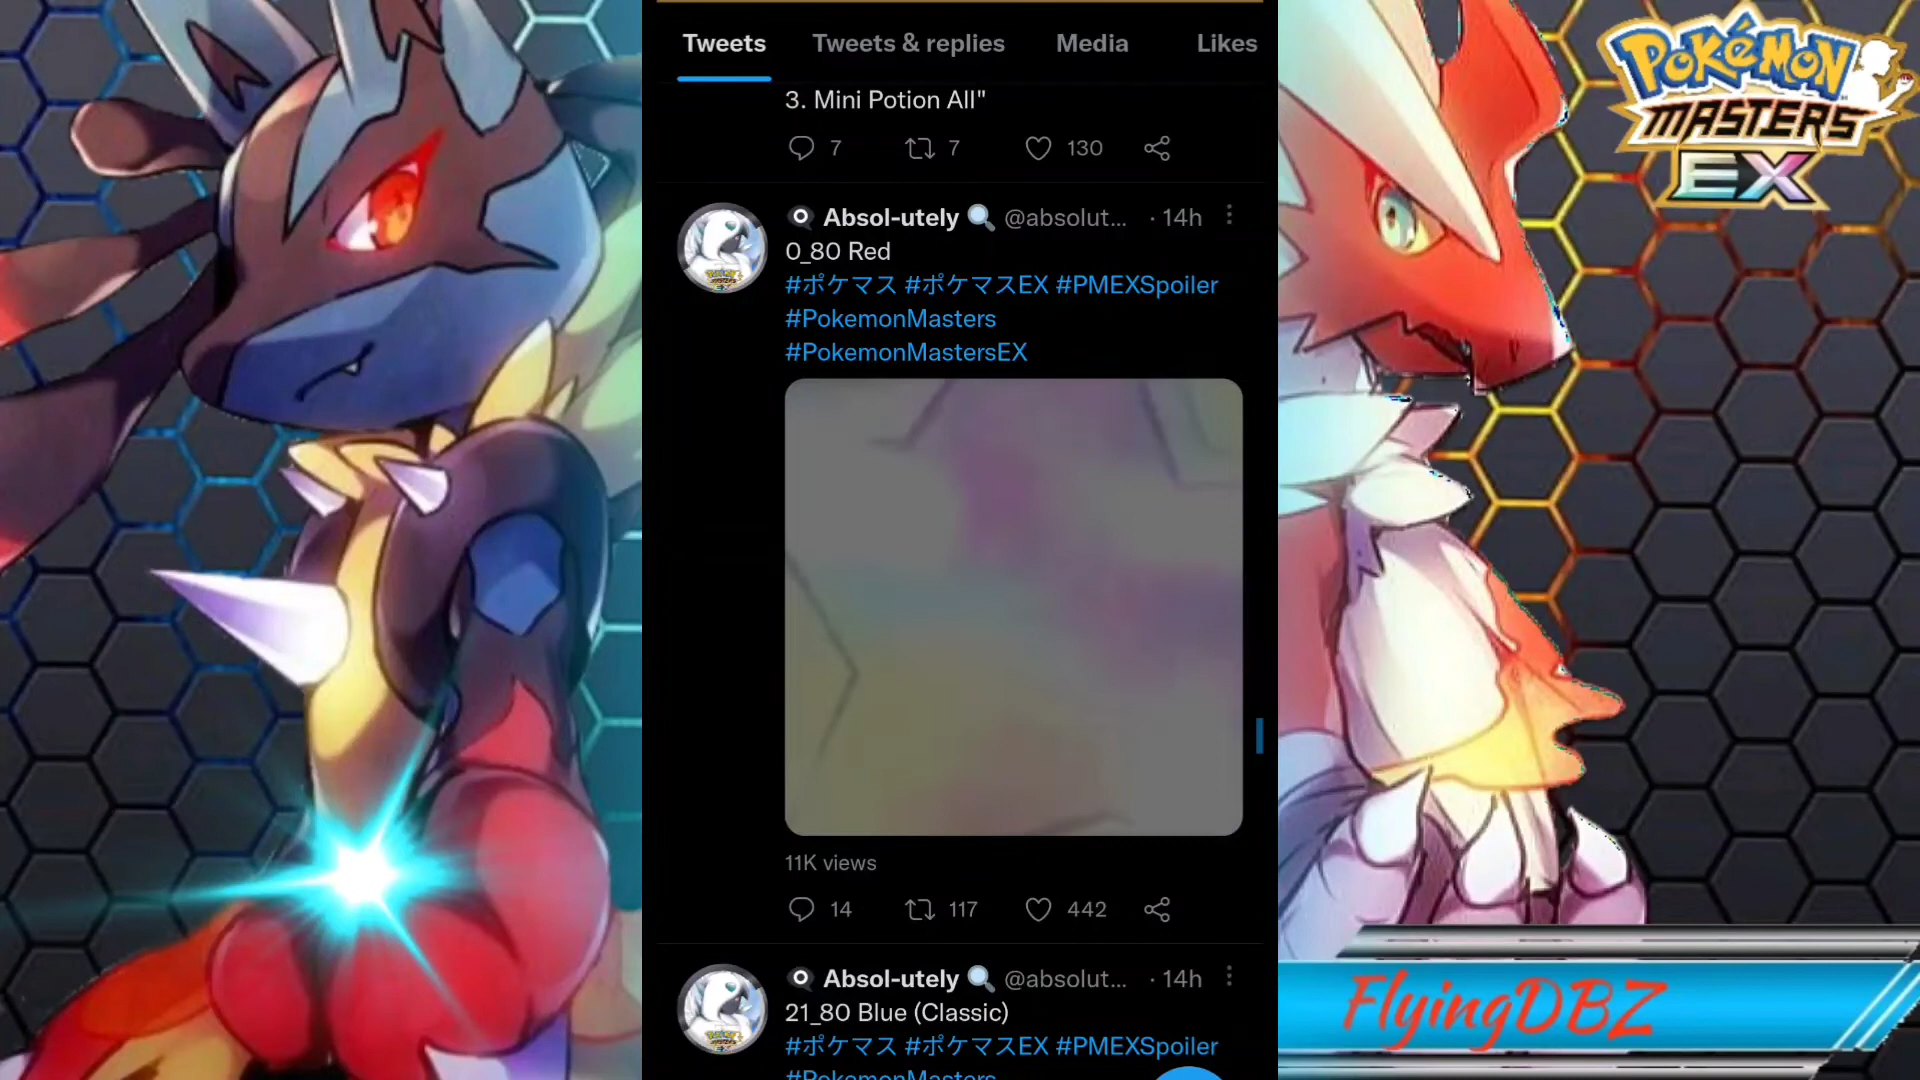 Tweets Tweets & replies Media Likes
3. Mini Potion All"
7 7 130
Absol-utely @absolut... · 14h
0_80 Red
#ポケマス #ポケマスEX #PMEXSpoiler
#PokemonMasters
#PokemonMastersEX
11K views
14 117 442
Absol-utely @absolut... · 14h
21_80 Blue (Classic)
#ポケマス #ポケマスEX #PMEXSpoiler
#PokemonMasters
POKéMON
MASTERS
EX
FlyingDBZ